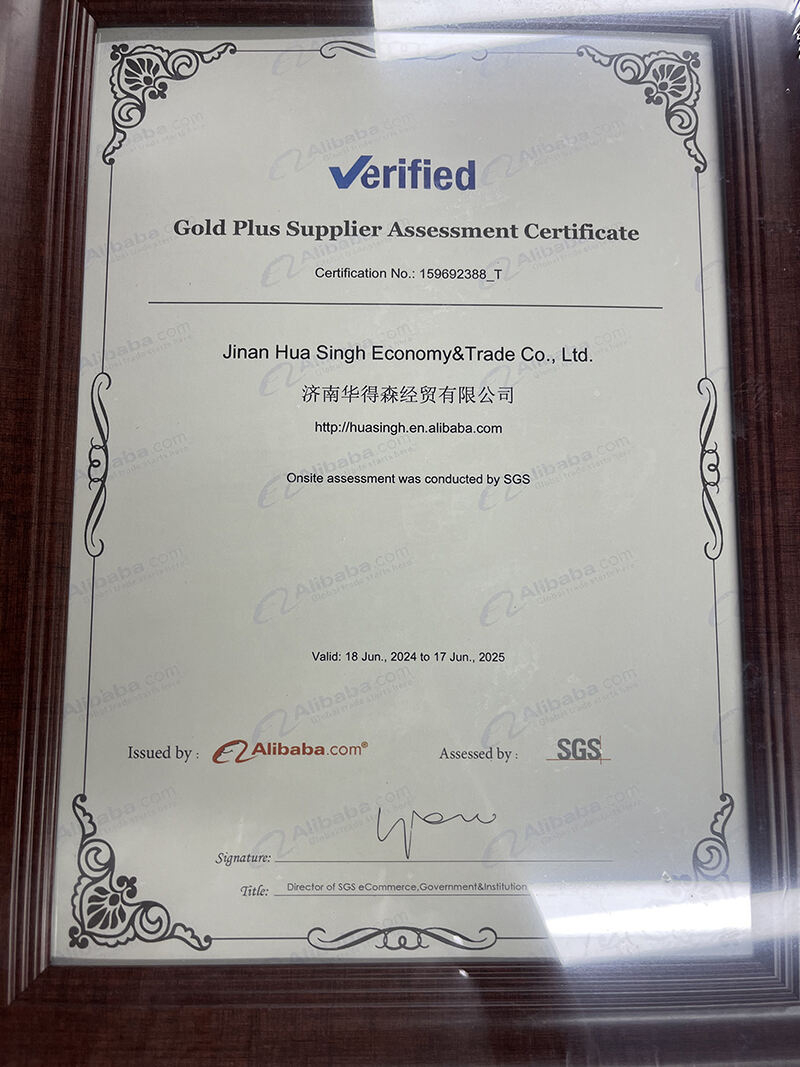 Verified
Gold Plus Supplier Assessment Certificate
Certification No.: 159692388_T
Jinan Hua Singh Economy&Trade Co., Ltd.
济南华得森经贸有限公司
http://huasingh.en.alibaba.com
Onsite assessment was conducted by SGS
Valid: 18 Jun., 2024 to 17 Jun., 2025
Issued by : Alibaba.com® Assessed by : SGS
Signature:
Title: Director of SGS eCommerce,Government&Institution